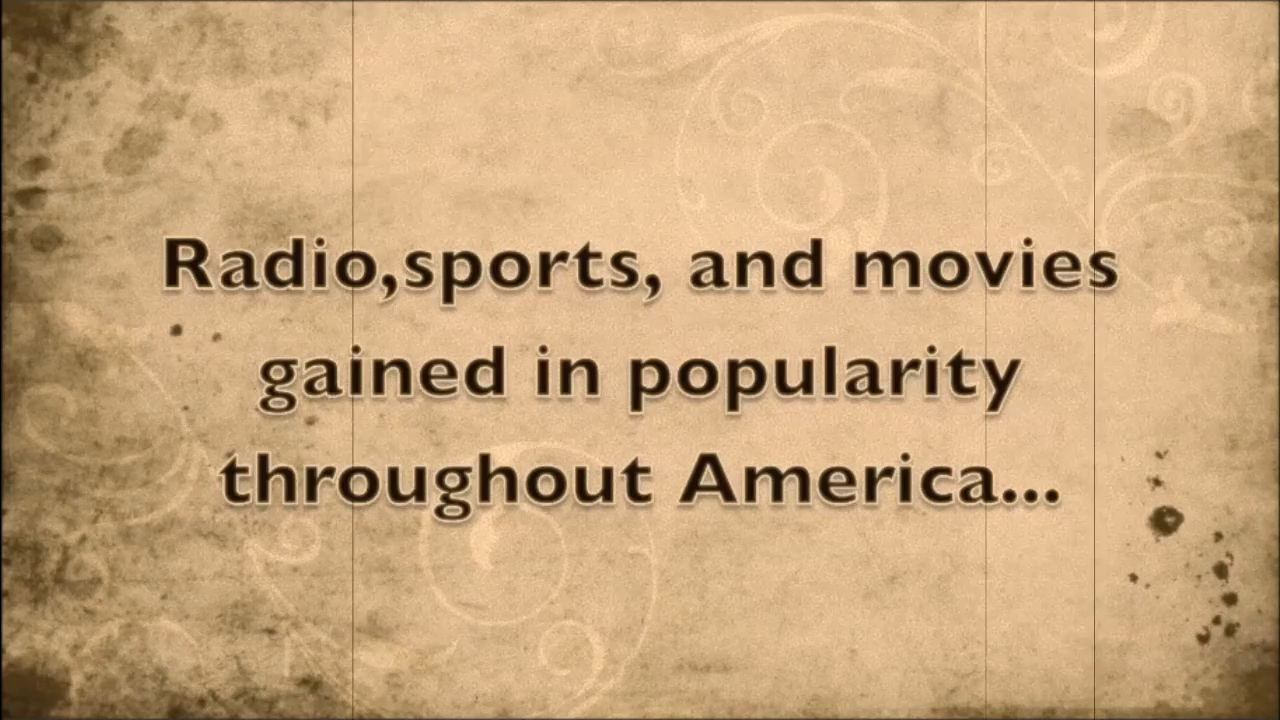 Radio,sports, and movies
gained in popularity
throughout America...